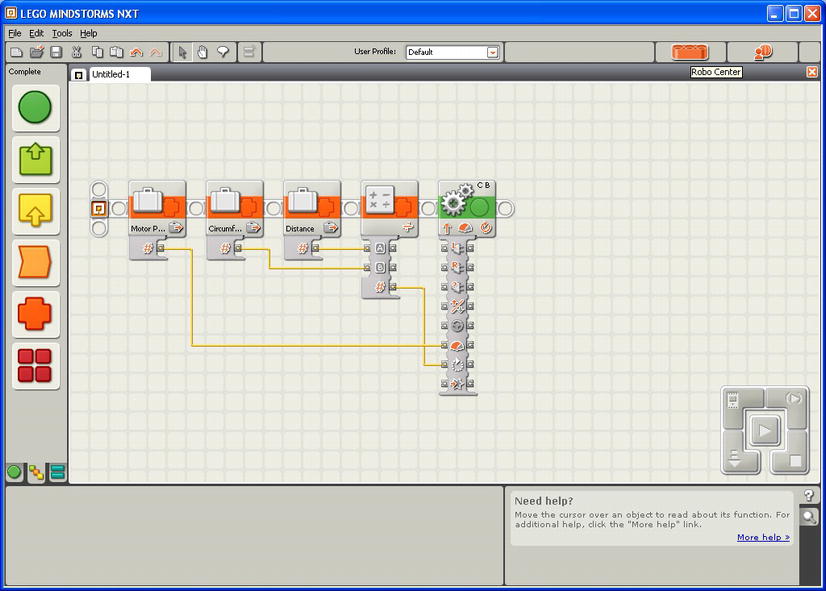 LEGO MINDSTORMS NXT
File Edit Tools Help
User Profile: Default
Robo Center
Complete
Untitled-1
C B
Motor P... Circumf... Distance
#
#
#
A
B
#
Need help?
Move the cursor over an object to read about its function. For
additional help, click the "More help" link.
More help »
?